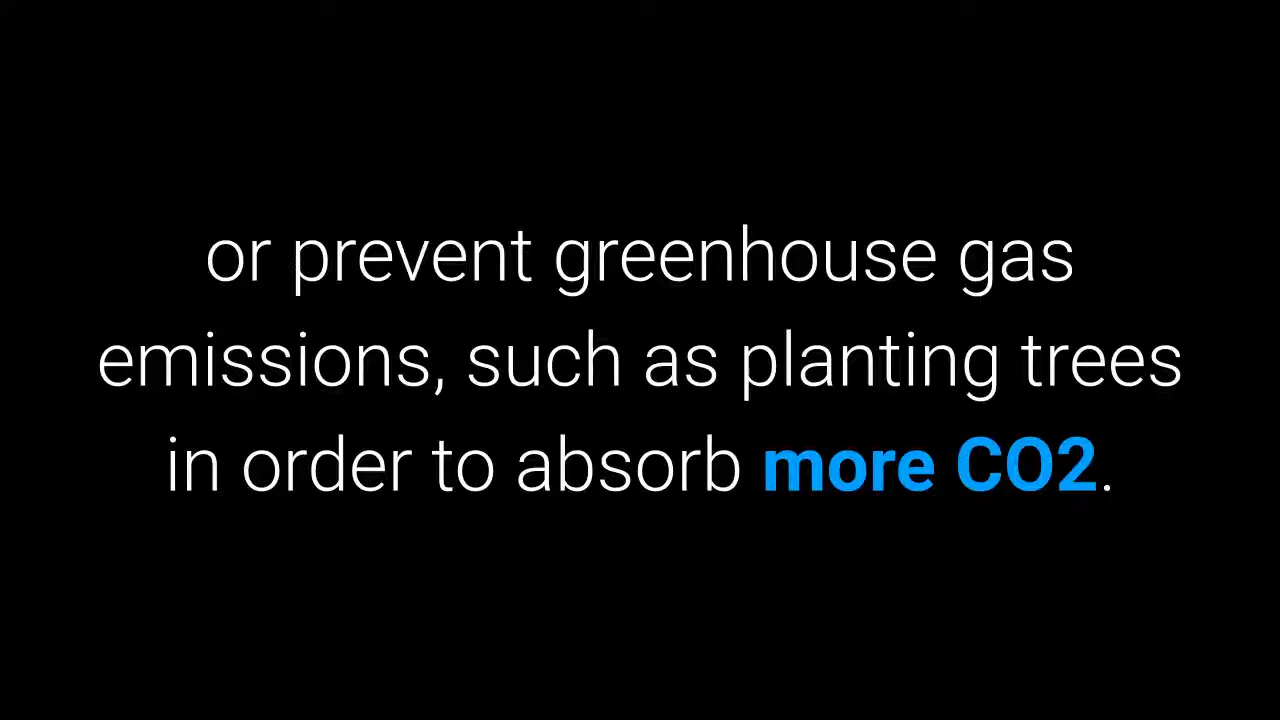 or prevent greenhouse gas
emissions, such as planting trees
in order to absorb more CO2.